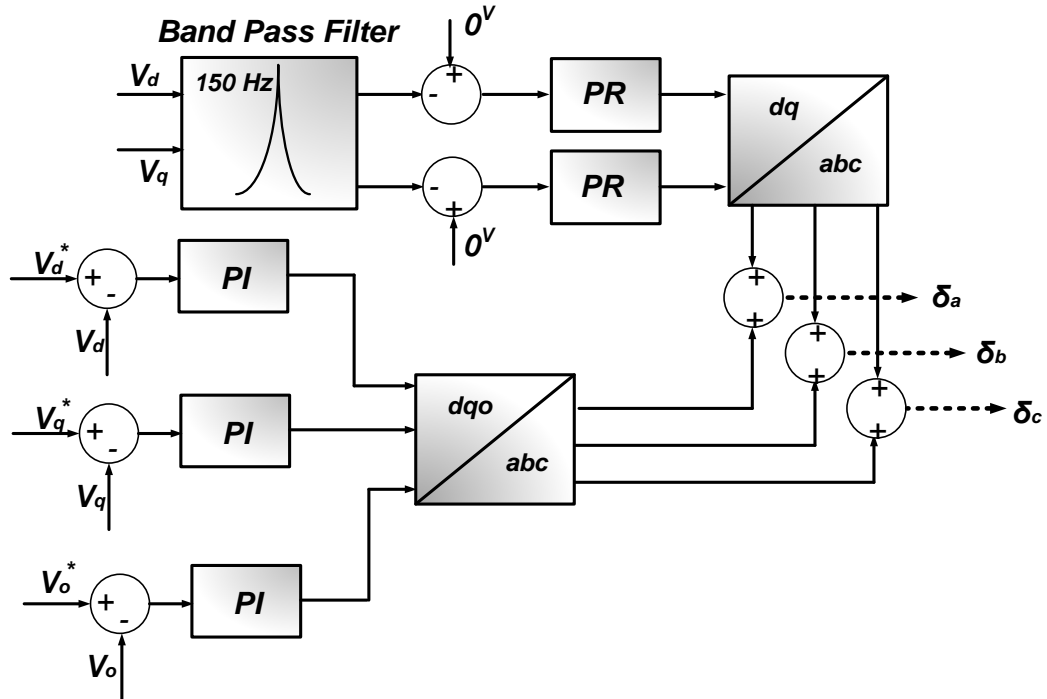 Band Pass Filter
0V
Vd
150 Hz
+
-
PR
dq
abc
Vq
-
+
PR
0V
Vd*
+
-
PI
Vd
+
+
δa
+
+
δb
+
+
δc
Vq*
+
-
PI
Vq
dqo
abc
Vo*
+
-
PI
Vo